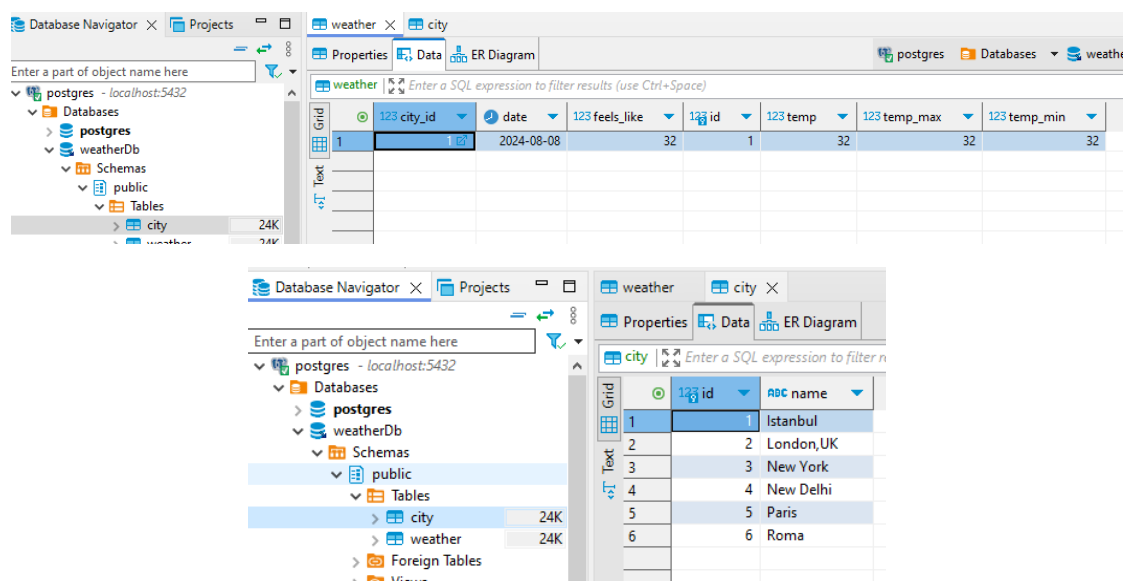 Database Navigator Projects weather city
Properties Data ER Diagram postgres Databases
Enter a part of object name here weather Enter a SQL expression to filter results (use Ctrl+Space)
postgres - localhost:5432
Databases Grid 123 city_id date 123 feels_like 123 id 123 temp 123 temp_max 123 temp_min
postgres 1 1 2024-08-08 32 1 32 32 32
weatherDb
Schemas Text
public
Tables
city 24K
weather 24K
Database Navigator Projects weather city
Properties Data ER Diagram
Enter a part of object name here city Enter a SQL expression to filter
postgres - localhost:5432
Databases Grid 123 id ABC name
postgres 1 1 Istanbul
weatherDb 2 2 London,UK
Schemas Text 3 3 New York
public 4 4 New Delhi
Tables 5 5 Paris
city 24K 6 6 Roma
weather 24K
Foreign Tables
Views